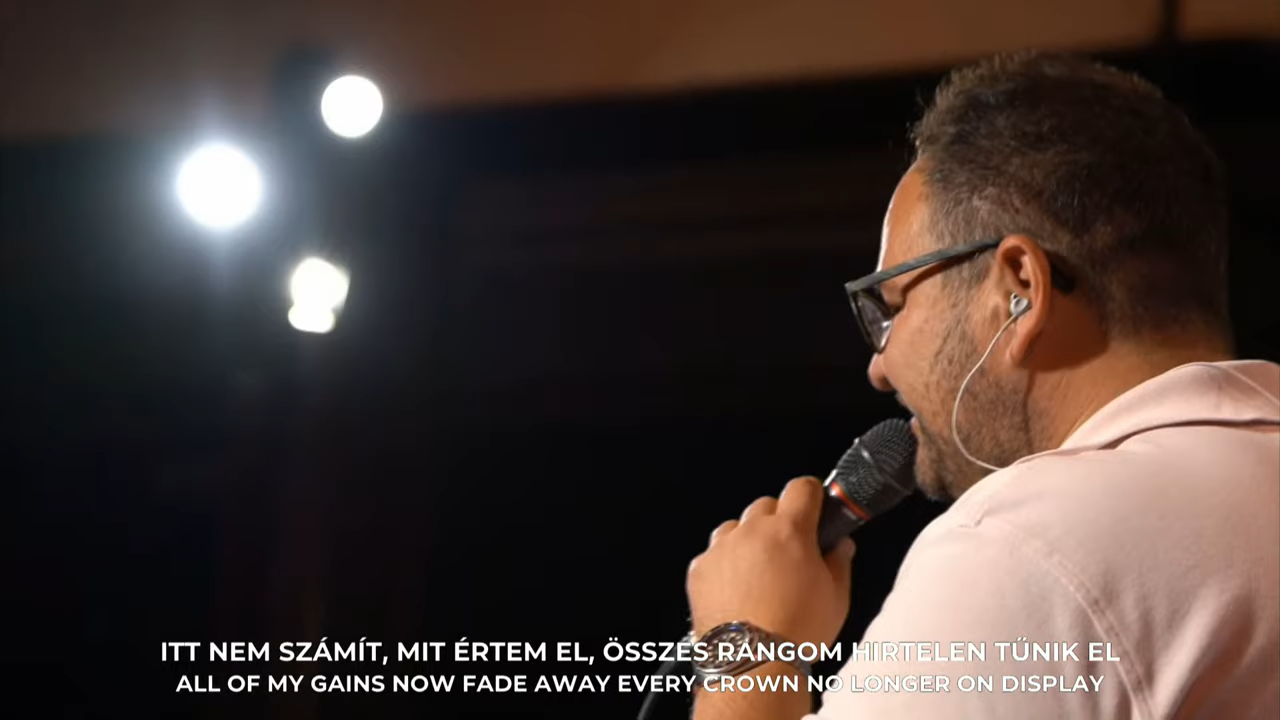 ITT NEM SZÁMÍT, MIT ÉRTEM EL, ÖSSZES RANGOM HIRTELEN TŰNIK EL
ALL OF MY GAINS NOW FADE AWAY EVERY CROWN NO LONGER ON DISPLAY